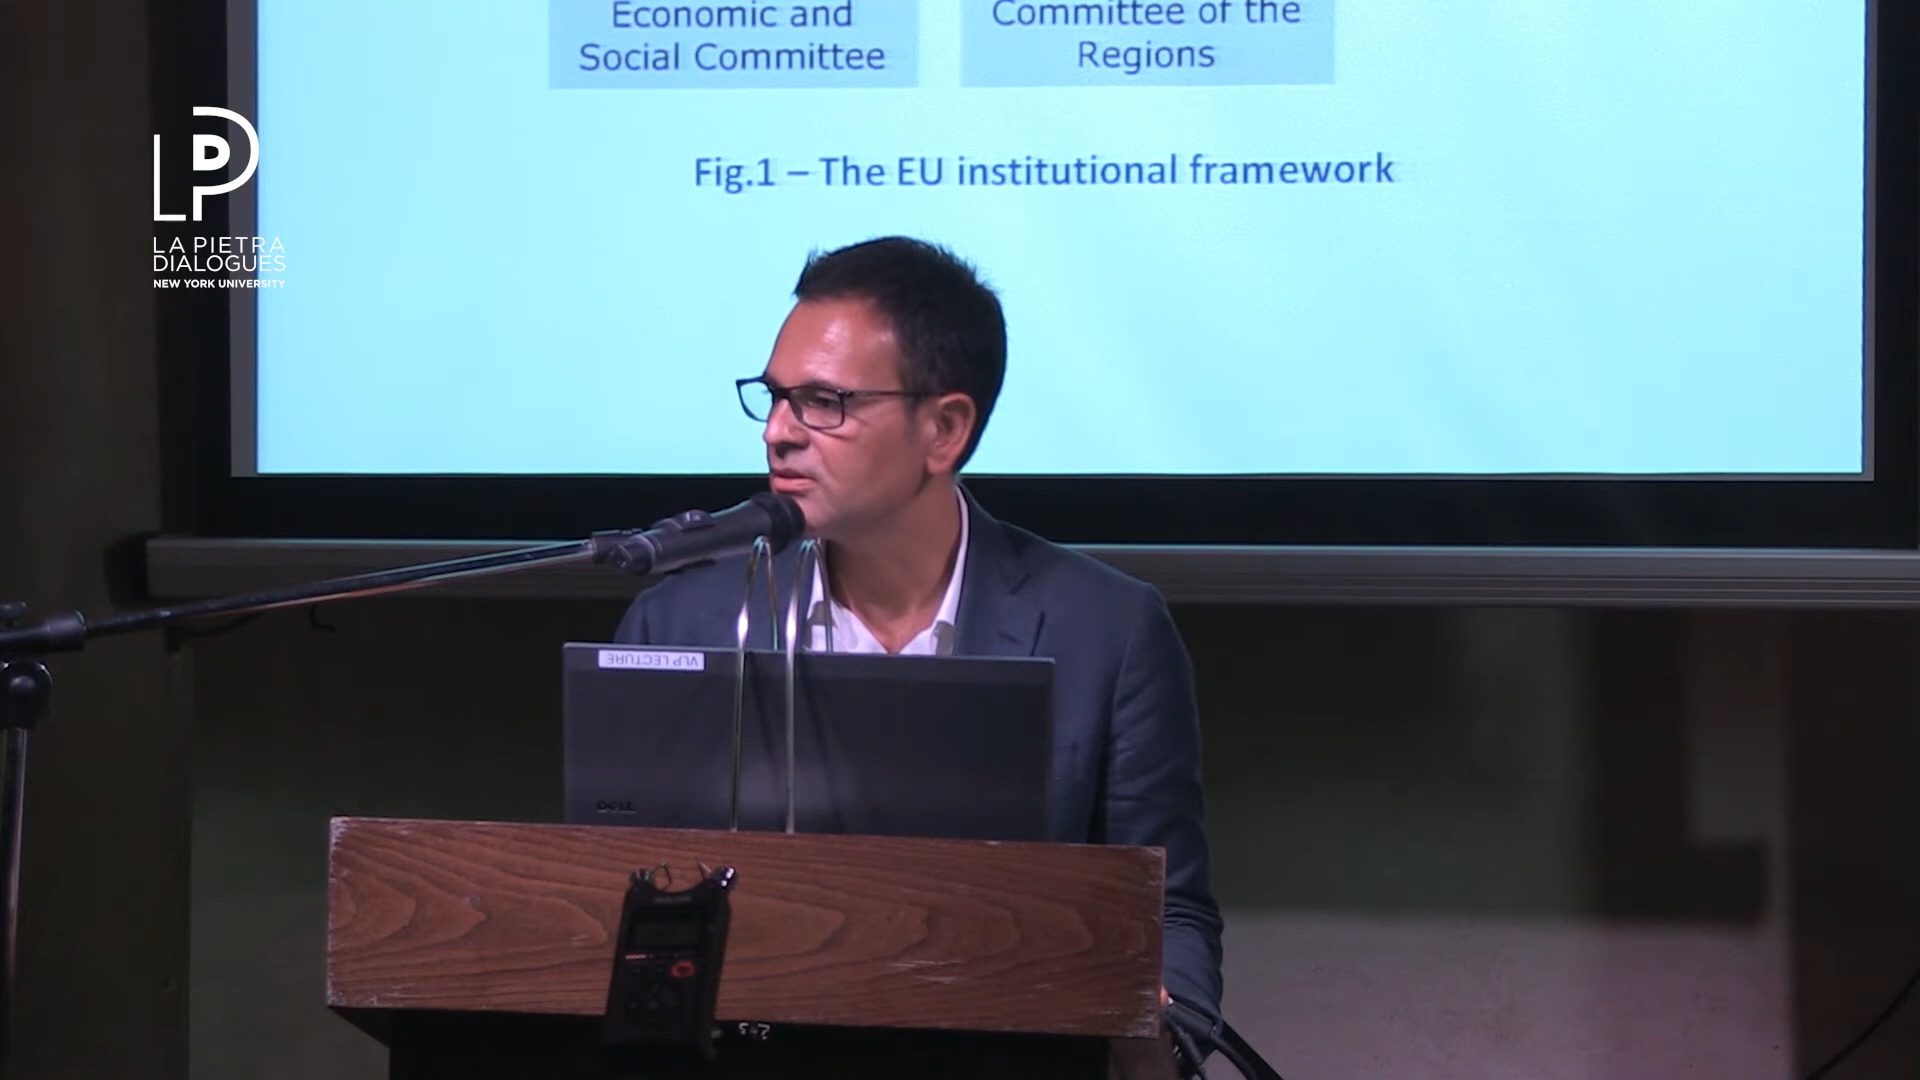 Economic and
Social Committee
Committee of the
Regions
Fig.1 – The EU institutional framework
LP
LA PIETRA
DIALOGUES
NEW YORK UNIVERSITY
VLP LECTURE
DELL